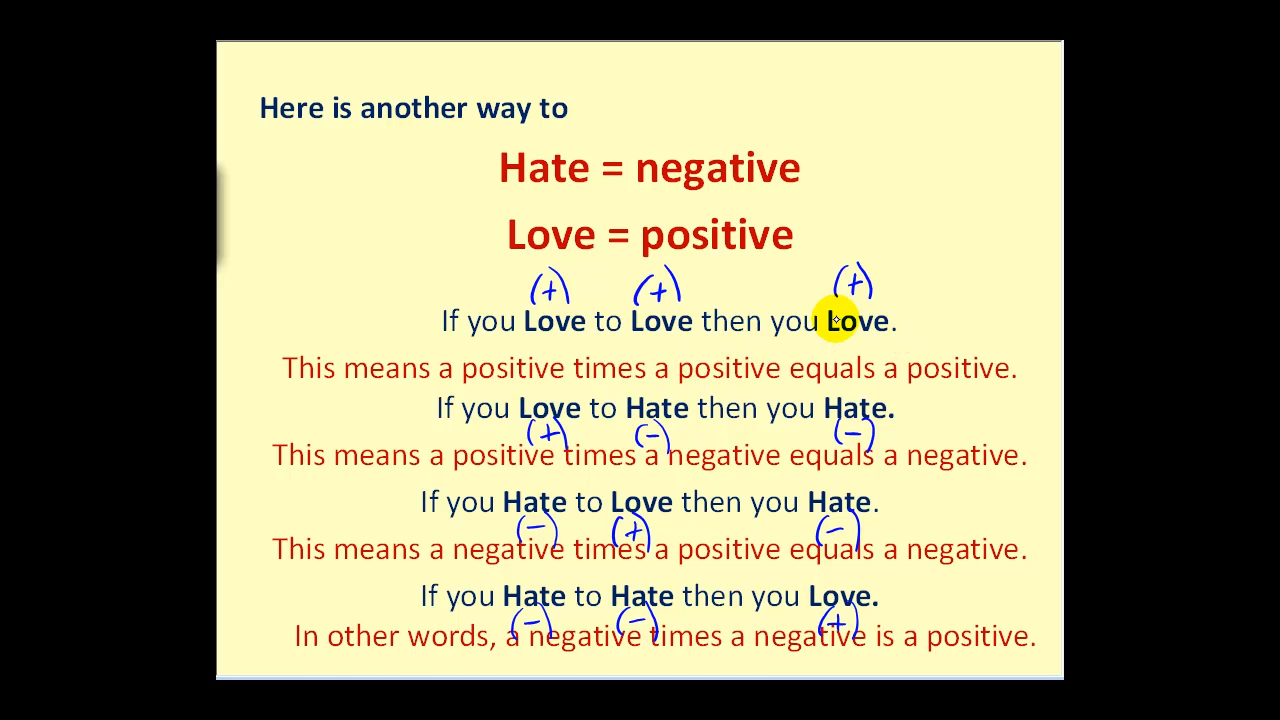 Here is another way to
Hate = negative
Love = positive
(+) (+) (+)
If you Love to Love then you Love.
This means a positive times a positive equals a positive.
If you Love to Hate then you Hate.
(+) (-) (-)
This means a positive times a negative equals a negative.
If you Hate to Love then you Hate.
(-) (+) (-)
This means a negative times a positive equals a negative.
If you Hate to Hate then you Love.
(-) (-) (+)
In other words, a negative times a negative is a positive.